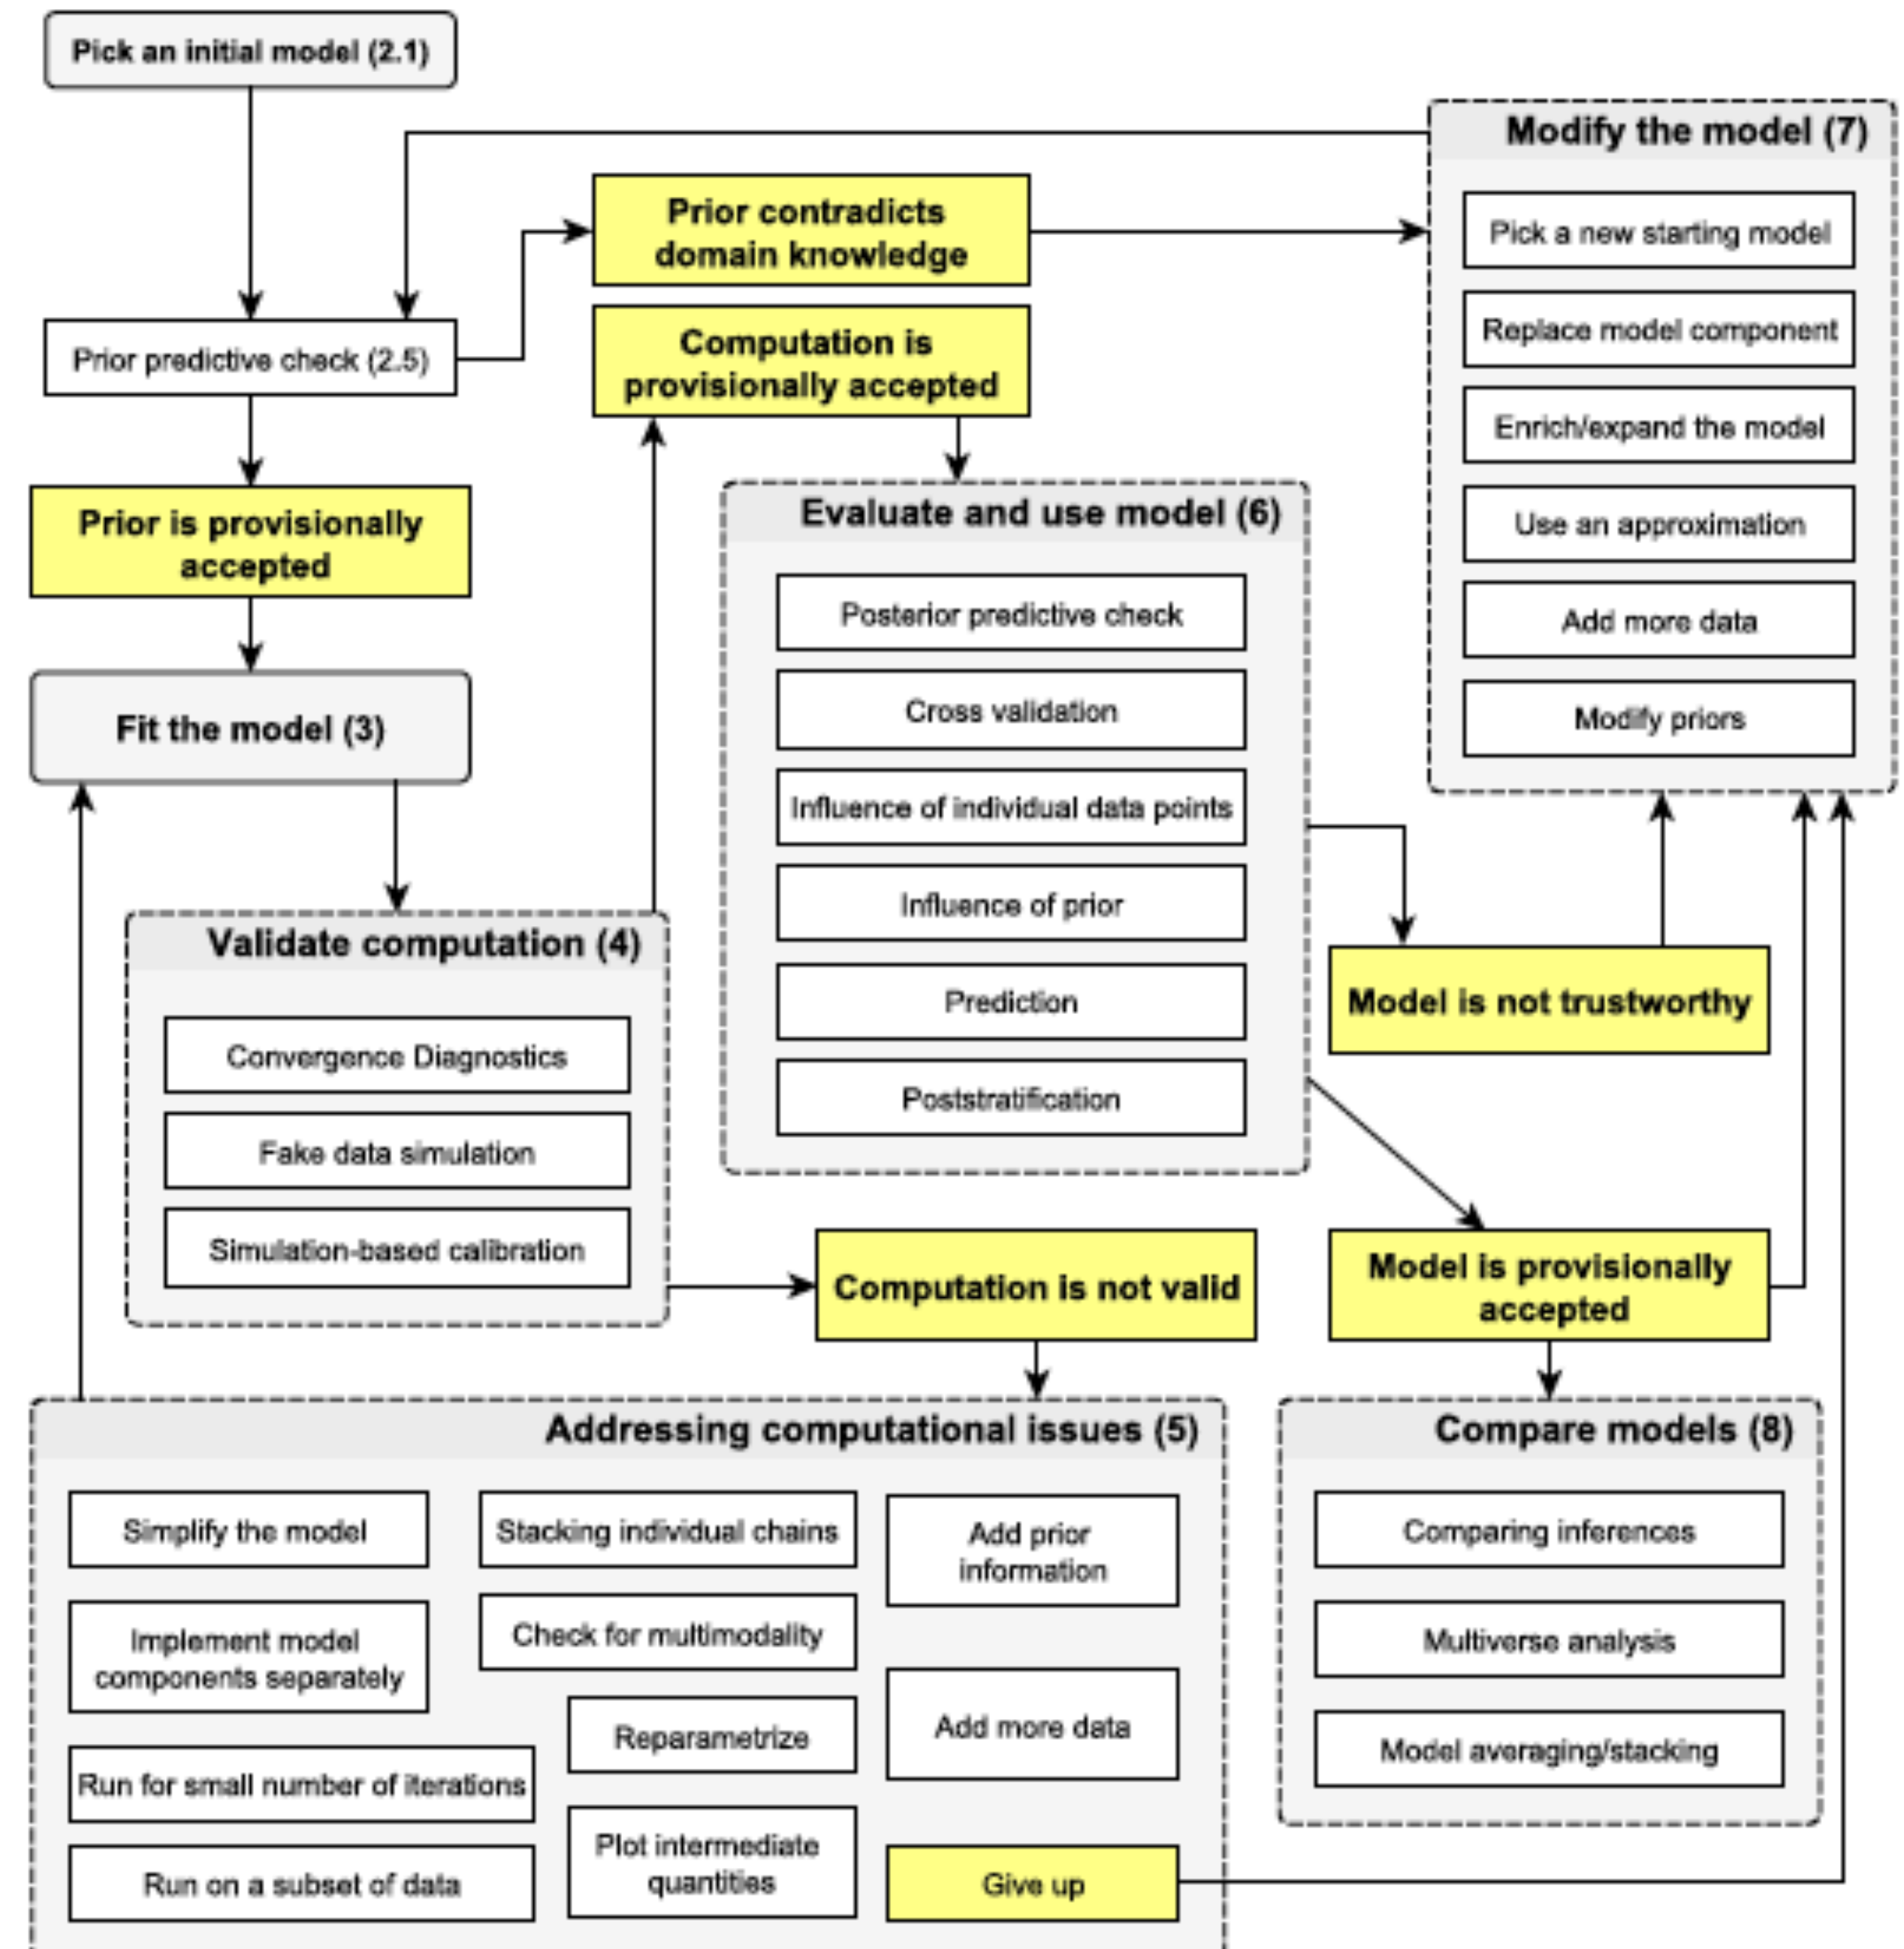 Pick an initial model (2.1)
Modify the model (7)
Prior contradicts
domain knowledge
Pick a new starting model
Replace model component
Enrich/expand the model
Use an approximation
Add more data
Modify priors
Prior predictive check (2.5)
Computation is
provisionally accepted
Prior is provisionally
accepted
Fit the model (3)
Evaluate and use model (6)
Posterior predictive check
Cross validation
Influence of individual data points
Influence of prior
Prediction
Poststratification
Validate computation (4)
Convergence Diagnostics
Fake data simulation
Simulation-based calibration
Model is not trustworthy
Computation is not valid
Model is provisionally
accepted
Addressing computational issues (5)
Simplify the model
Implement model
components separately
Run for small number of iterations
Run on a subset of data
Stacking individual chains
Check for multimodality
Reparametrize
Plot intermediate
quantities
Add prior
information
Add more data
Give up
Compare models (8)
Comparing inferences
Multiverse analysis
Model averaging/stacking